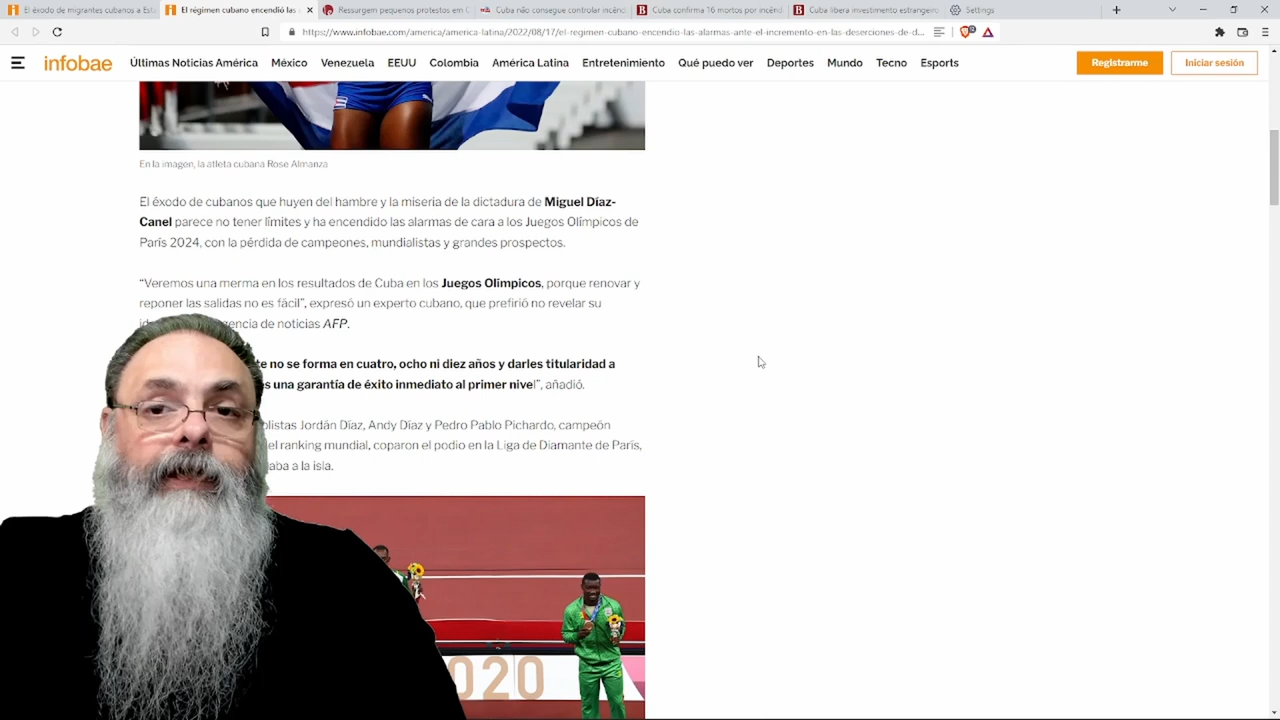 El éxodo de migrantes cubanos a Esta
El régimen cubano encendió las a
Ressurgem pequenos protestos em C
Cuba não consegue controlar incênd
Cuba confirma 16 mortos por incênd
Cuba libera investimento estrangeiro
Settings
https://www.infobae.com/america/america-latina/2022/08/17/el-regimen-cubano-encendio-las-alarmas-ante-el-incremento-en-las-deserciones-de-d...
infobae
Últimas Noticias América México Venezuela EEUU Colombia América Latina Entretenimiento Qué puedo ver Deportes Mundo Tecno Esports
Registrarme
Iniciar sesión
En la imagen, la atleta cubana Rose Almanza
El éxodo de cubanos que huyen del hambre y la miseria de la dictadura de Miguel Díaz-
Canel parece no tener límites y ha encendido las alarmas de cara a los Juegos Olímpicos de
París 2024, con la pérdida de campeones, mundialistas y grandes prospectos.
“Veremos una merma en los resultados de Cuba en los Juegos Olímpicos, porque renovar y
reponer las salidas no es fácil”, expresó un experto cubano, que prefirió no revelar su
gencia de noticias AFP.
te no se forma en cuatro, ocho ni diez años y darles titularidad a
es una garantía de éxito inmediato al primer nivel”, añadió.
plistas Jordán Díaz, Andy Díaz y Pedro Pablo Pichardo, campeón
el ranking mundial, coparon el podio en la Liga de Diamante de París,
aba a la isla.
020